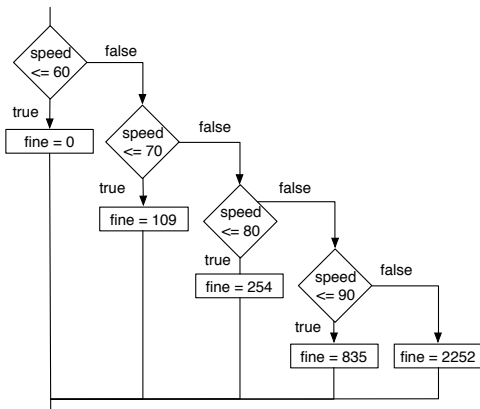 speed
<= 60
false
true
fine = 0
speed
<= 70
false
true
fine = 109
speed
<= 80
false
true
fine = 254
speed
<= 90
false
true
fine = 835
fine = 2252